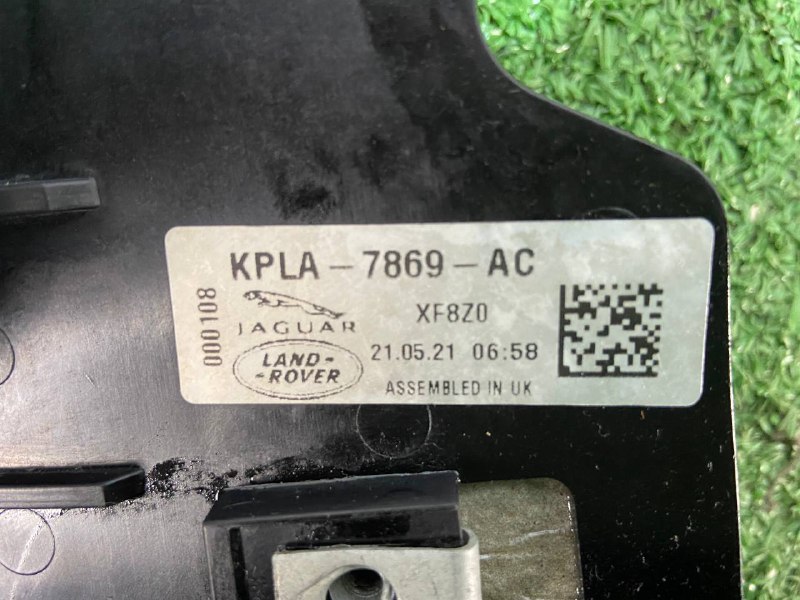 KPLA-7869-AC
000108
JAGUAR
XF8Z0
LAND-
-ROVER
21.05.21 06:58
ASSEMBLED IN UK